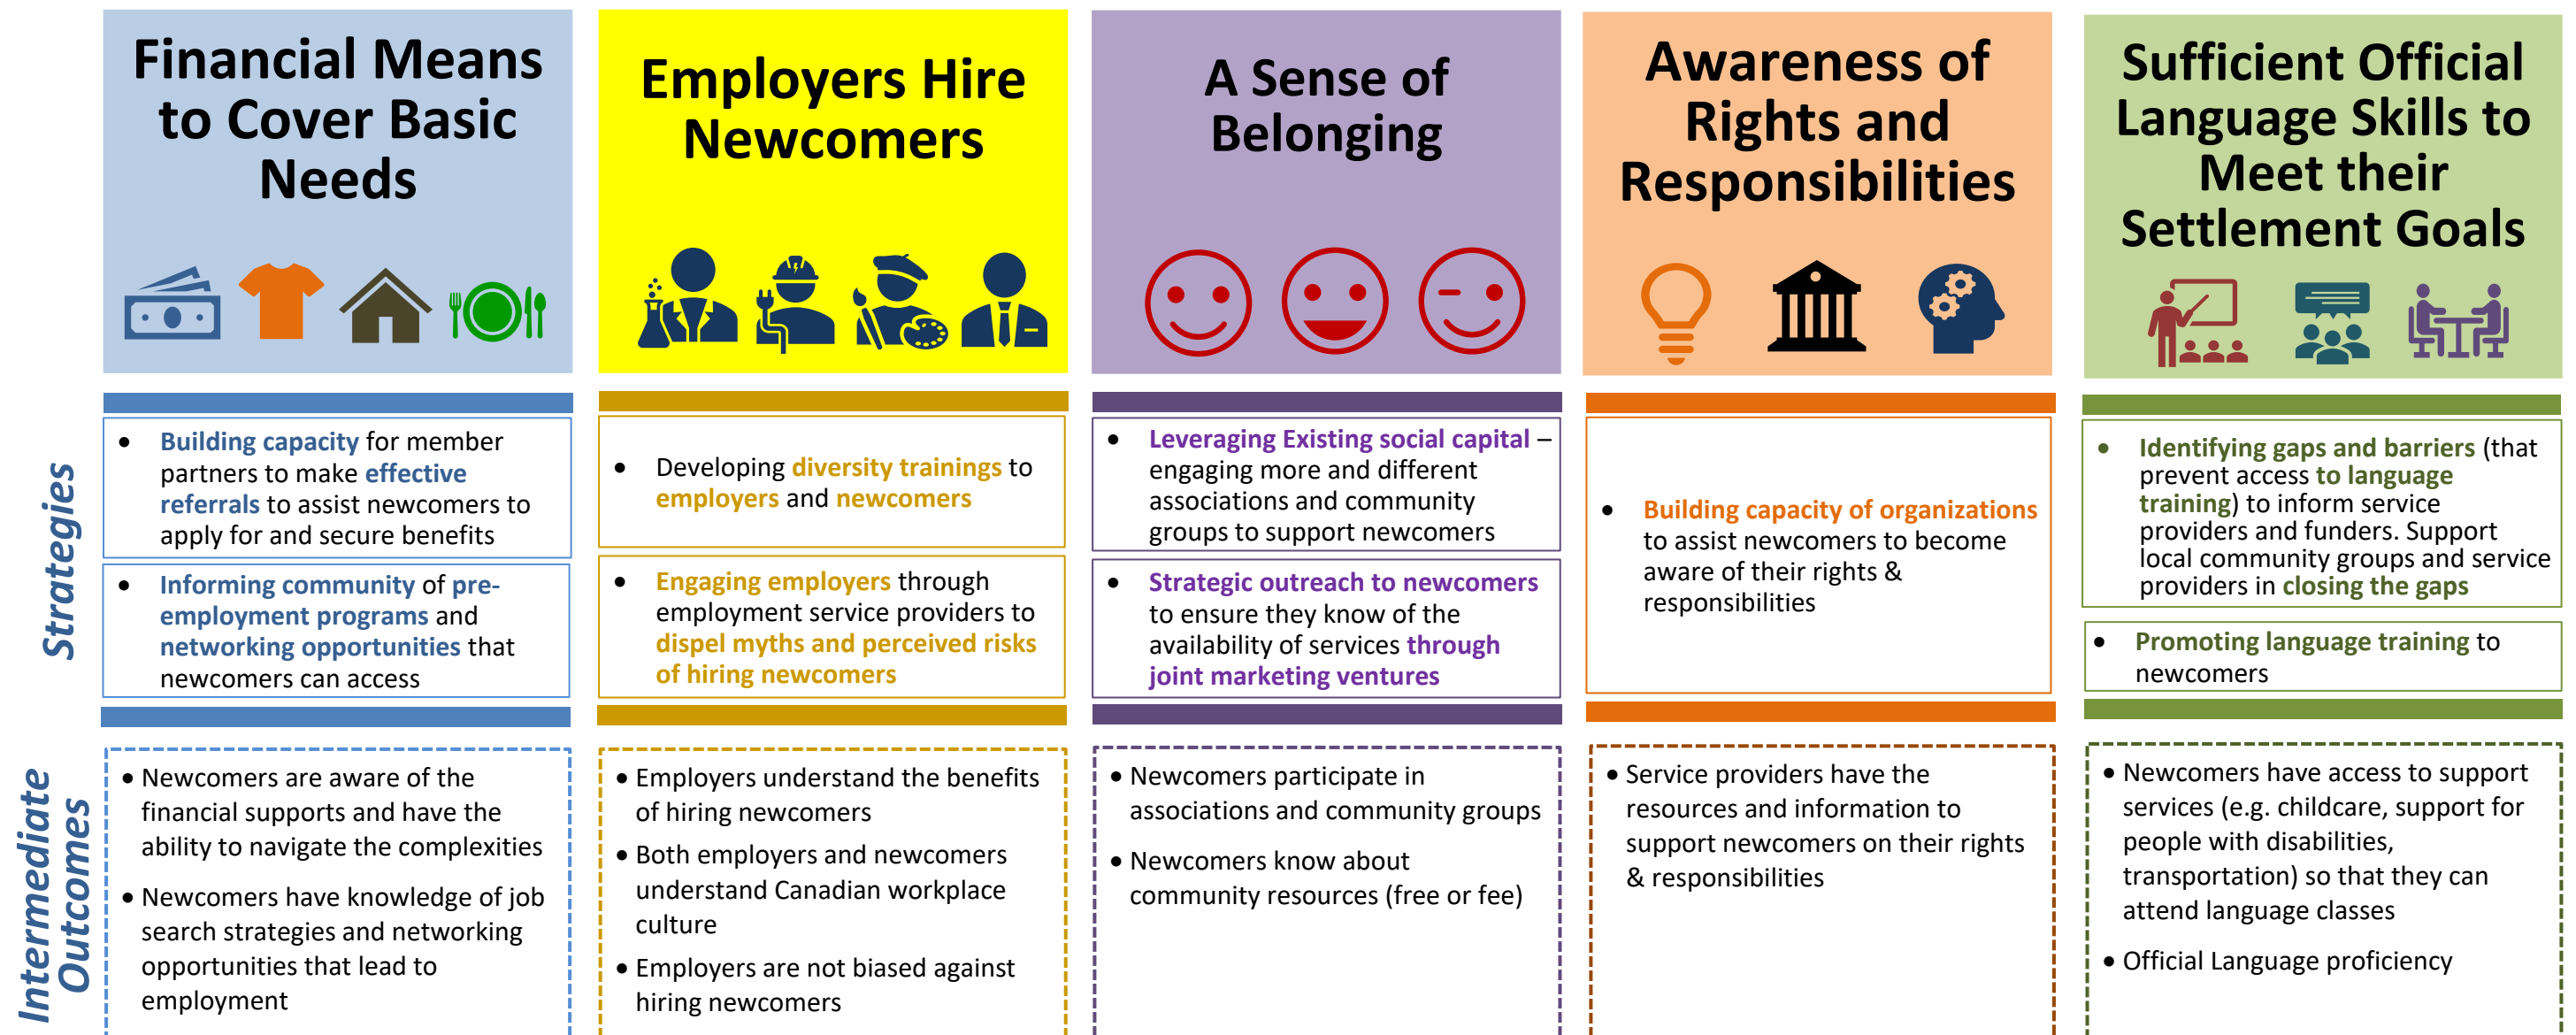 Financial Means
to Cover Basic
Needs
Employers Hire
Newcomers
A Sense of
Belonging
Awareness of
Rights and
Responsibilities
Sufficient Official
Language Skills to
Meet their
Settlement Goals
Strategies
• Building capacity for member
partners to make effective
referrals to assist newcomers to
apply for and secure benefits
• Informing community of pre-
employment programs and
networking opportunities that
newcomers can access
• Developing diversity trainings to
employers and newcomers
• Engaging employers through
employment service providers to
dispel myths and perceived risks
of hiring newcomers
• Leveraging Existing social capital –
engaging more and different
associations and community
groups to support newcomers
• Strategic outreach to newcomers
to ensure they know of the
availability of services through
joint marketing ventures
• Building capacity of organizations
to assist newcomers to become
aware of their rights &
responsibilities
• Identifying gaps and barriers (that
prevent access to language
training) to inform service
providers and funders. Support
local community groups and service
providers in closing the gaps
• Promoting language training to
newcomers
Intermediate
Outcomes
• Newcomers are aware of the
financial supports and have the
ability to navigate the complexities
• Newcomers have knowledge of job
search strategies and networking
opportunities that lead to
employment
• Employers understand the benefits
of hiring newcomers
• Both employers and newcomers
understand Canadian workplace
culture
• Employers are not biased against
hiring newcomers
• Newcomers participate in
associations and community groups
• Newcomers know about
community resources (free or fee)
• Service providers have the
resources and information to
support newcomers on their rights
& responsibilities
• Newcomers have access to support
services (e.g. childcare, support for
people with disabilities,
transportation) so that they can
attend language classes
• Official Language proficiency